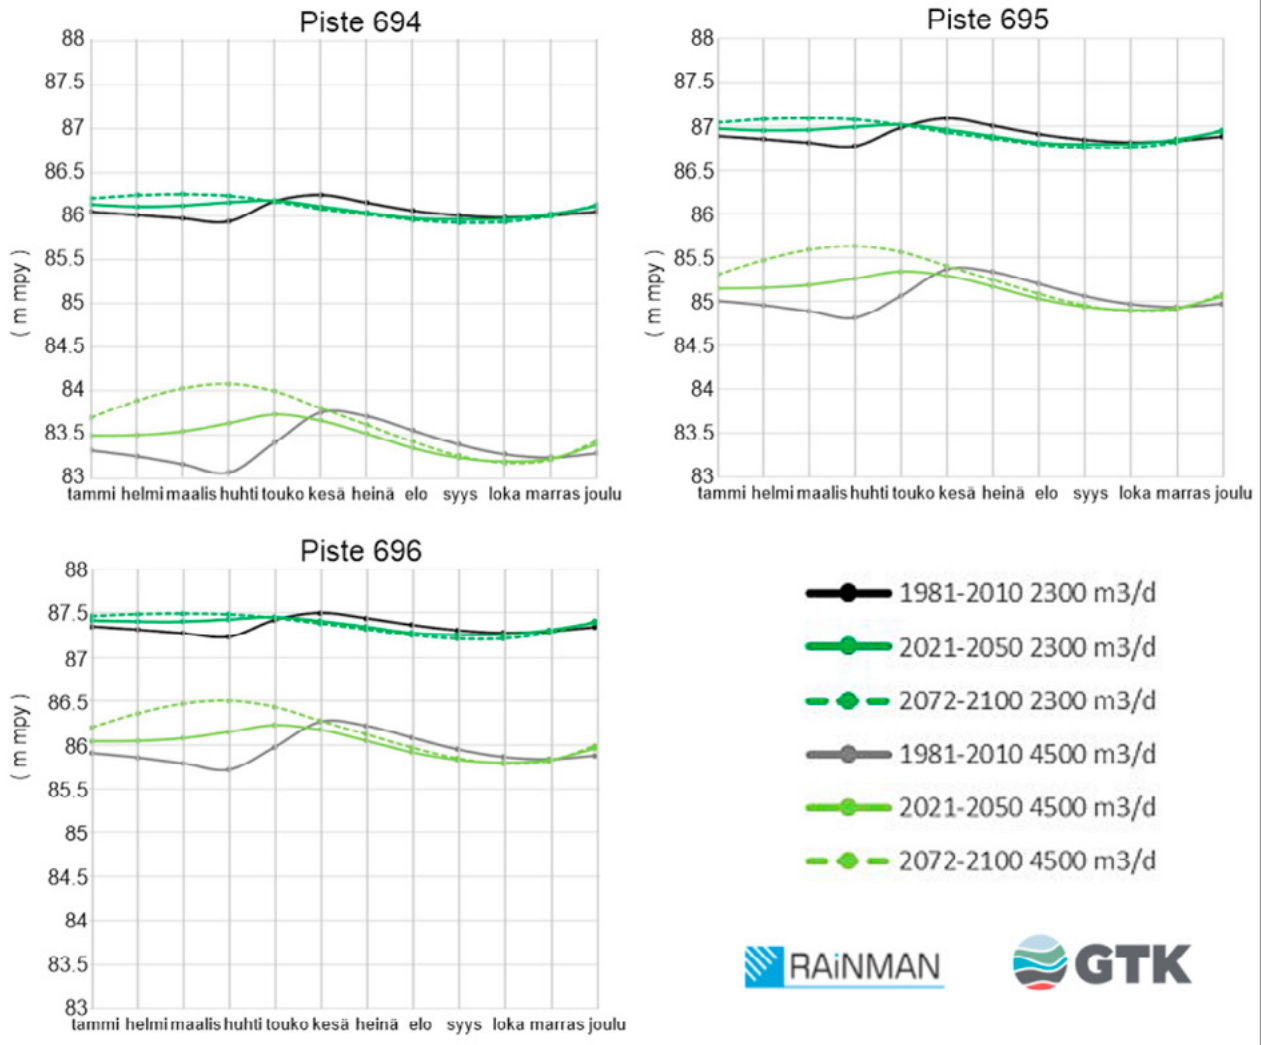 Piste 694
88
87.5
87
86.5
86
85.5
85
84.5
84
83.5
83
( m mpy )
tammi helmi maalis huhti touko kesä heinä elo syys loka marras joulu
Piste 695
88
87.5
87
86.5
86
85.5
85
84.5
84
83.5
83
( m mpy )
tammi helmi maalis huhti touko kesä heinä elo syys loka marras joulu
Piste 696
88
87.5
87
86.5
86
85.5
85
84.5
84
83.5
83
( m mpy )
tammi helmi maalis huhti touko kesä heinä elo syys loka marras joulu
1981-2010 2300 m3/d
2021-2050 2300 m3/d
2072-2100 2300 m3/d
1981-2010 4500 m3/d
2021-2050 4500 m3/d
2072-2100 4500 m3/d
RAiNMAN
GTK